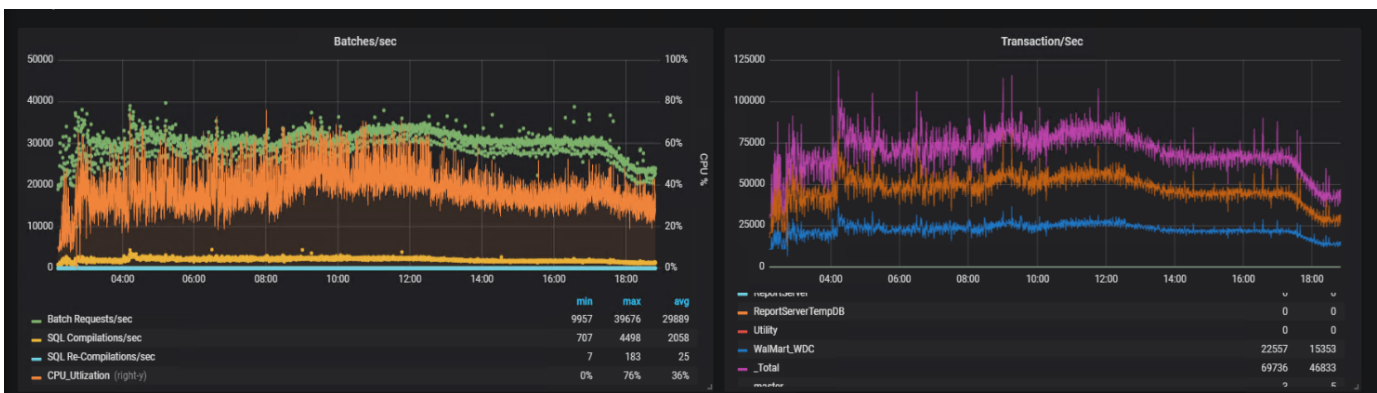 Batches/sec
50000 100%
40000 80%
30000 60%
20000 40%
10000 20%
0 0%
CPU %
04:00 06:00 08:00 10:00 12:00 14:00 16:00 18:00
min max avg
Batch Requests/sec 9957 39676 29889
SQL Compilations/sec 707 4498 2058
SQL Re-Compilations/sec 7 183 25
CPU_Utlization (right-y) 0% 76% 36%
Transaction/Sec
125000
100000
75000
50000
25000
0
04:00 06:00 08:00 10:00 12:00 14:00 16:00 18:00
ReportServer 0 0
ReportServerTempDB 0 0
Utility 0 0
WalMart_WDC 22557 15353
_Total 69736 46833
master